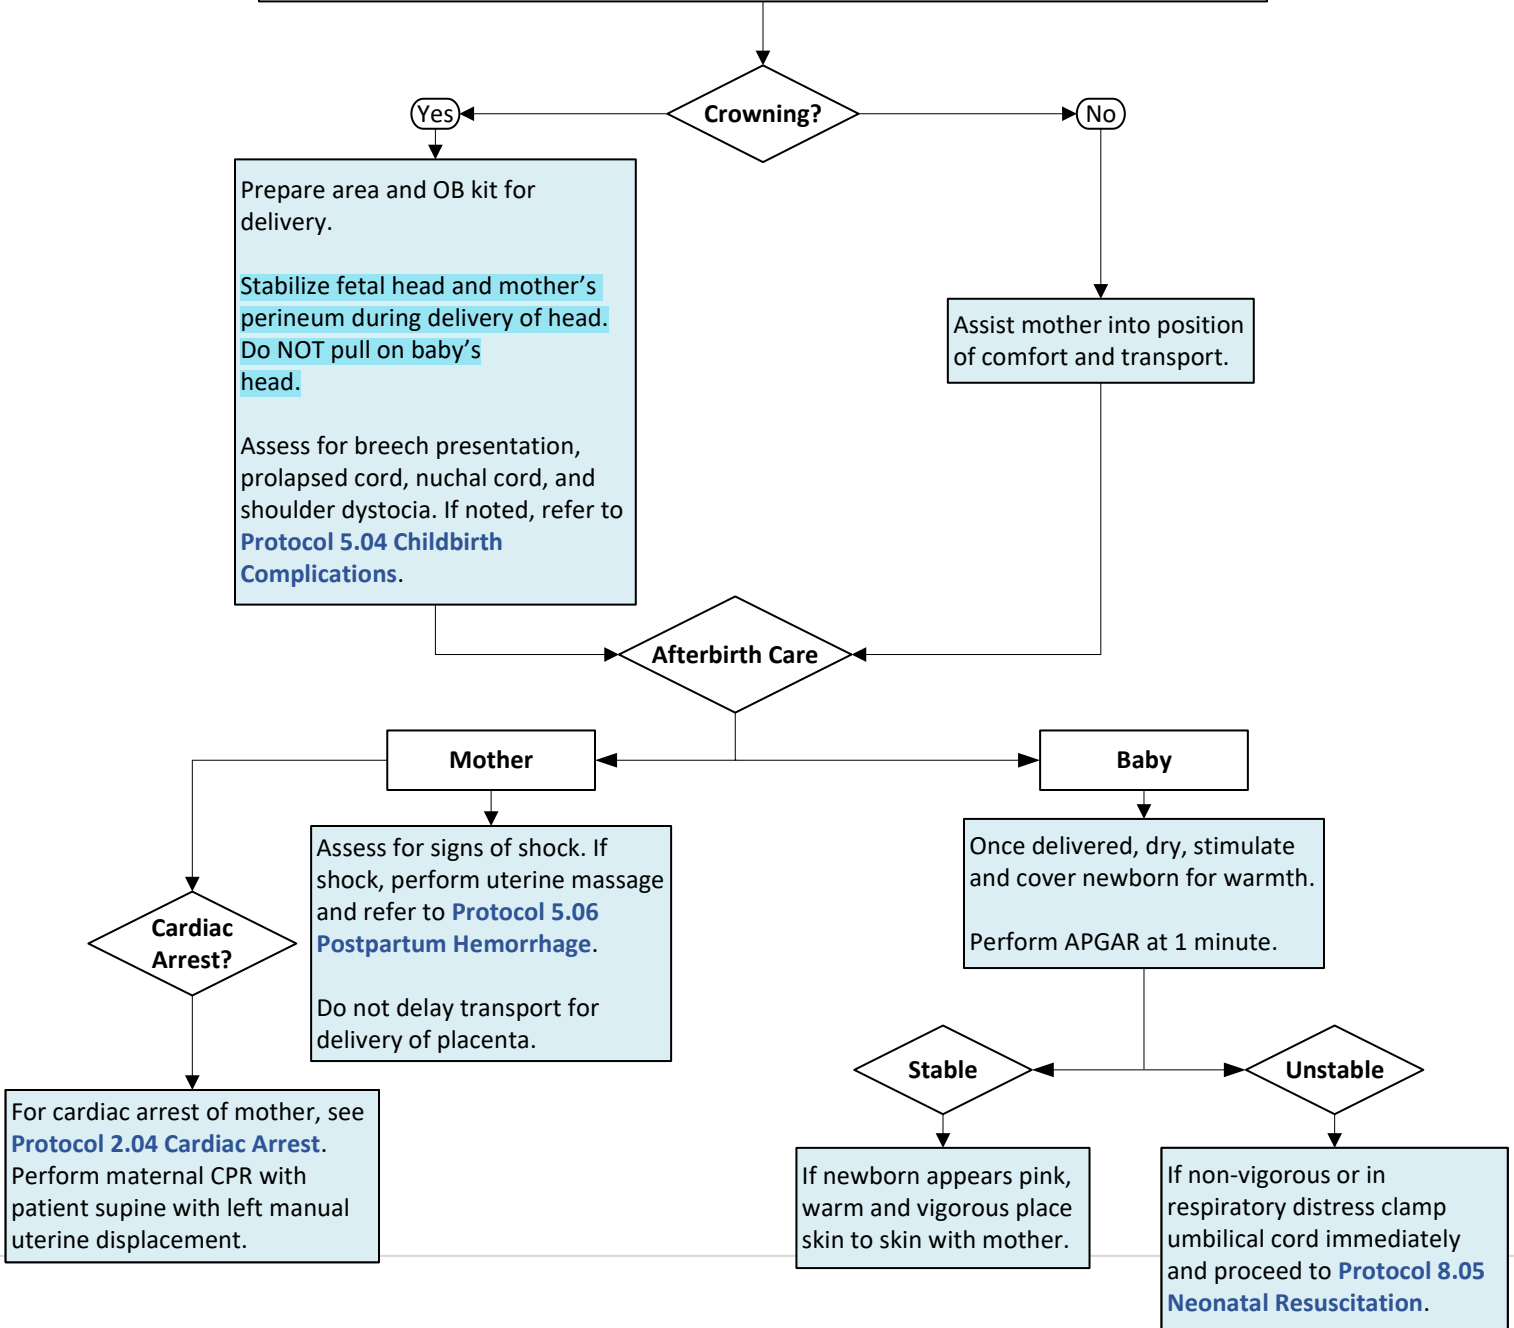 Crowning?
Yes
No
Prepare area and OB kit for
delivery.
Stabilize fetal head and mother’s
perineum during delivery of head.
Do NOT pull on baby’s
head.
Assess for breech presentation,
prolapsed cord, nuchal cord, and
shoulder dystocia. If noted, refer to
Protocol 5.04 Childbirth
Complications.
Assist mother into position
of comfort and transport.
Afterbirth Care
Mother
Baby
Cardiac
Arrest?
Assess for signs of shock. If
shock, perform uterine massage
and refer to Protocol 5.06
Postpartum Hemorrhage.
Do not delay transport for
delivery of placenta.
Once delivered, dry, stimulate
and cover newborn for warmth.
Perform APGAR at 1 minute.
Stable
Unstable
For cardiac arrest of mother, see
Protocol 2.04 Cardiac Arrest.
Perform maternal CPR with
patient supine with left manual
uterine displacement.
If newborn appears pink,
warm and vigorous place
skin to skin with mother.
If non-vigorous or in
respiratory distress clamp
umbilical cord immediately
and proceed to Protocol 8.05
Neonatal Resuscitation.